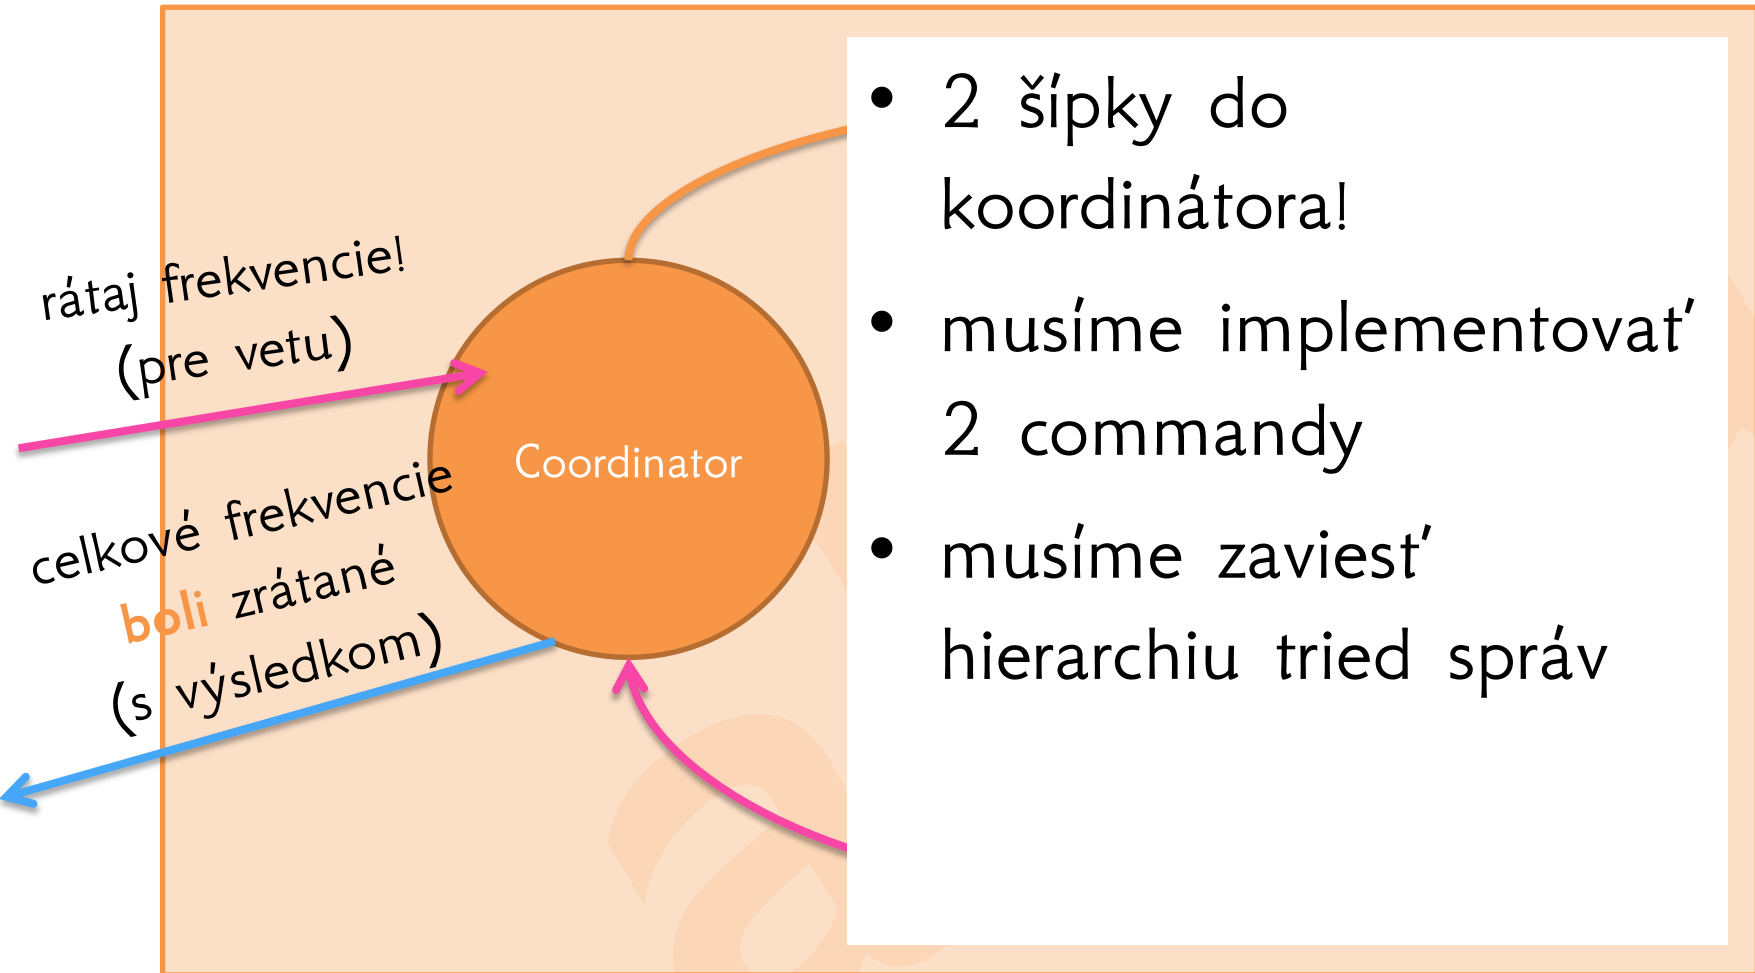 rátaj frekvencie!
(pre vetu)
celkové frekvencie
boli zrátané
(s výsledkom)
Coordinator
• 2 šípky do
koordinátora!
• musíme implementovať
2 commandy
• musíme zaviesť
hierarchiu tried správ